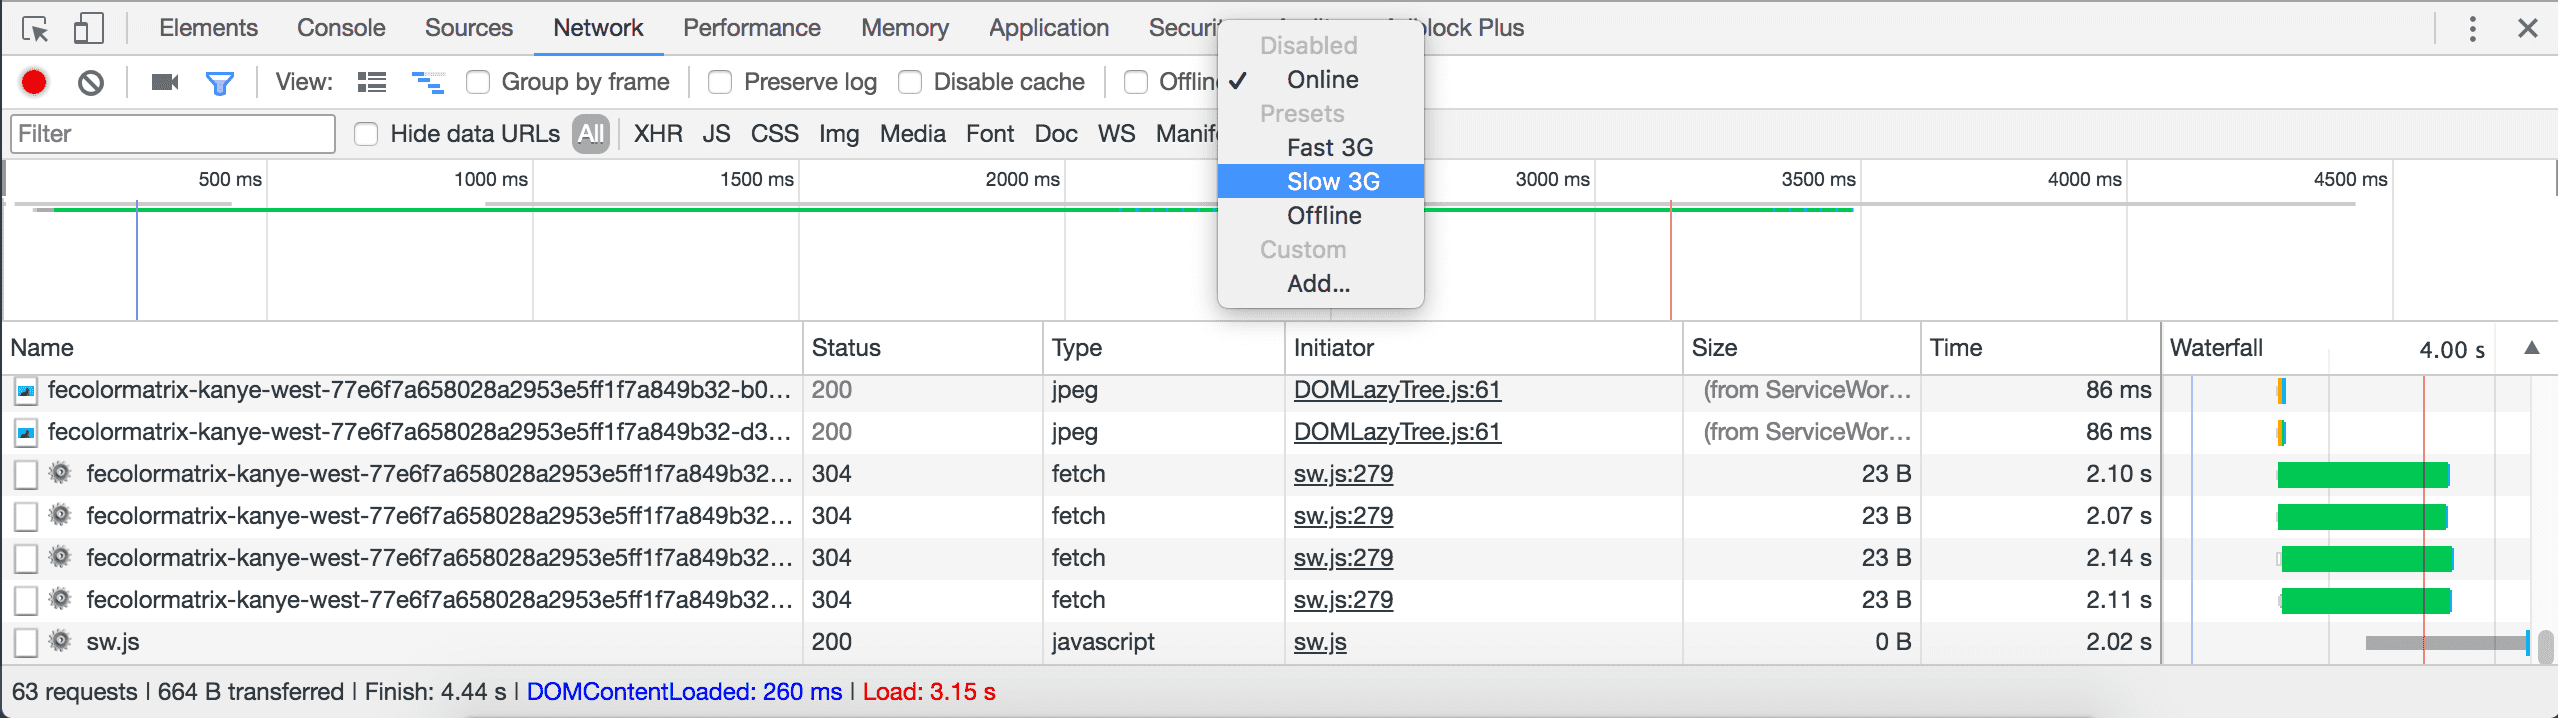 Elements Console Sources Network Performance Memory Application Securi block Plus
View: Group by frame Preserve log Disable cache Offlin
Disabled
Online
Presets
Fast 3G
Slow 3G
Offline
Custom
Add...
Filter Hide data URLs All XHR JS CSS Img Media Font Doc WS Manif
500 ms 1000 ms 1500 ms 2000 ms 3000 ms 3500 ms 4000 ms 4500 ms
Name Status Type Initiator Size Time Waterfall 4.00 s
fecolormatrix-kanye-west-77e6f7a658028a2953e5ff1f7a849b32-b0... 200 jpeg DOMLazyTree.js:61 (from ServiceWor... 86 ms
fecolormatrix-kanye-west-77e6f7a658028a2953e5ff1f7a849b32-d3... 200 jpeg DOMLazyTree.js:61 (from ServiceWor... 86 ms
fecolormatrix-kanye-west-77e6f7a658028a2953e5ff1f7a849b32... 304 fetch sw.js:279 23 B 2.10 s
fecolormatrix-kanye-west-77e6f7a658028a2953e5ff1f7a849b32... 304 fetch sw.js:279 23 B 2.07 s
fecolormatrix-kanye-west-77e6f7a658028a2953e5ff1f7a849b32... 304 fetch sw.js:279 23 B 2.14 s
fecolormatrix-kanye-west-77e6f7a658028a2953e5ff1f7a849b32... 304 fetch sw.js:279 23 B 2.11 s
sw.js 200 javascript sw.js 0 B 2.02 s
63 requests | 664 B transferred | Finish: 4.44 s | DOMContentLoaded: 260 ms | Load: 3.15 s